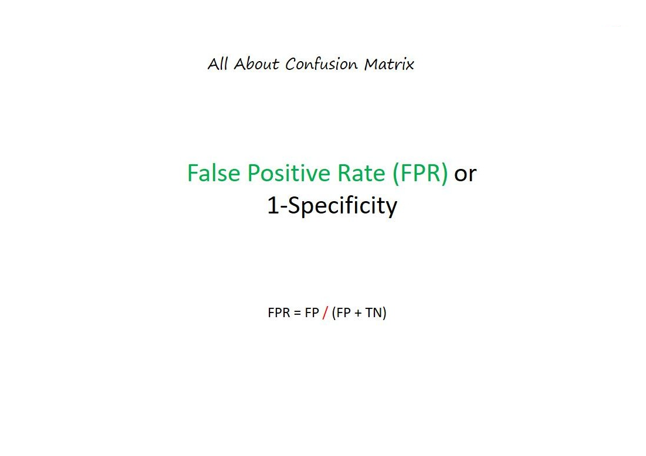 All About Confusion Matrix
False Positive Rate (FPR) or
1-Specificity
FPR = FP / (FP + TN)